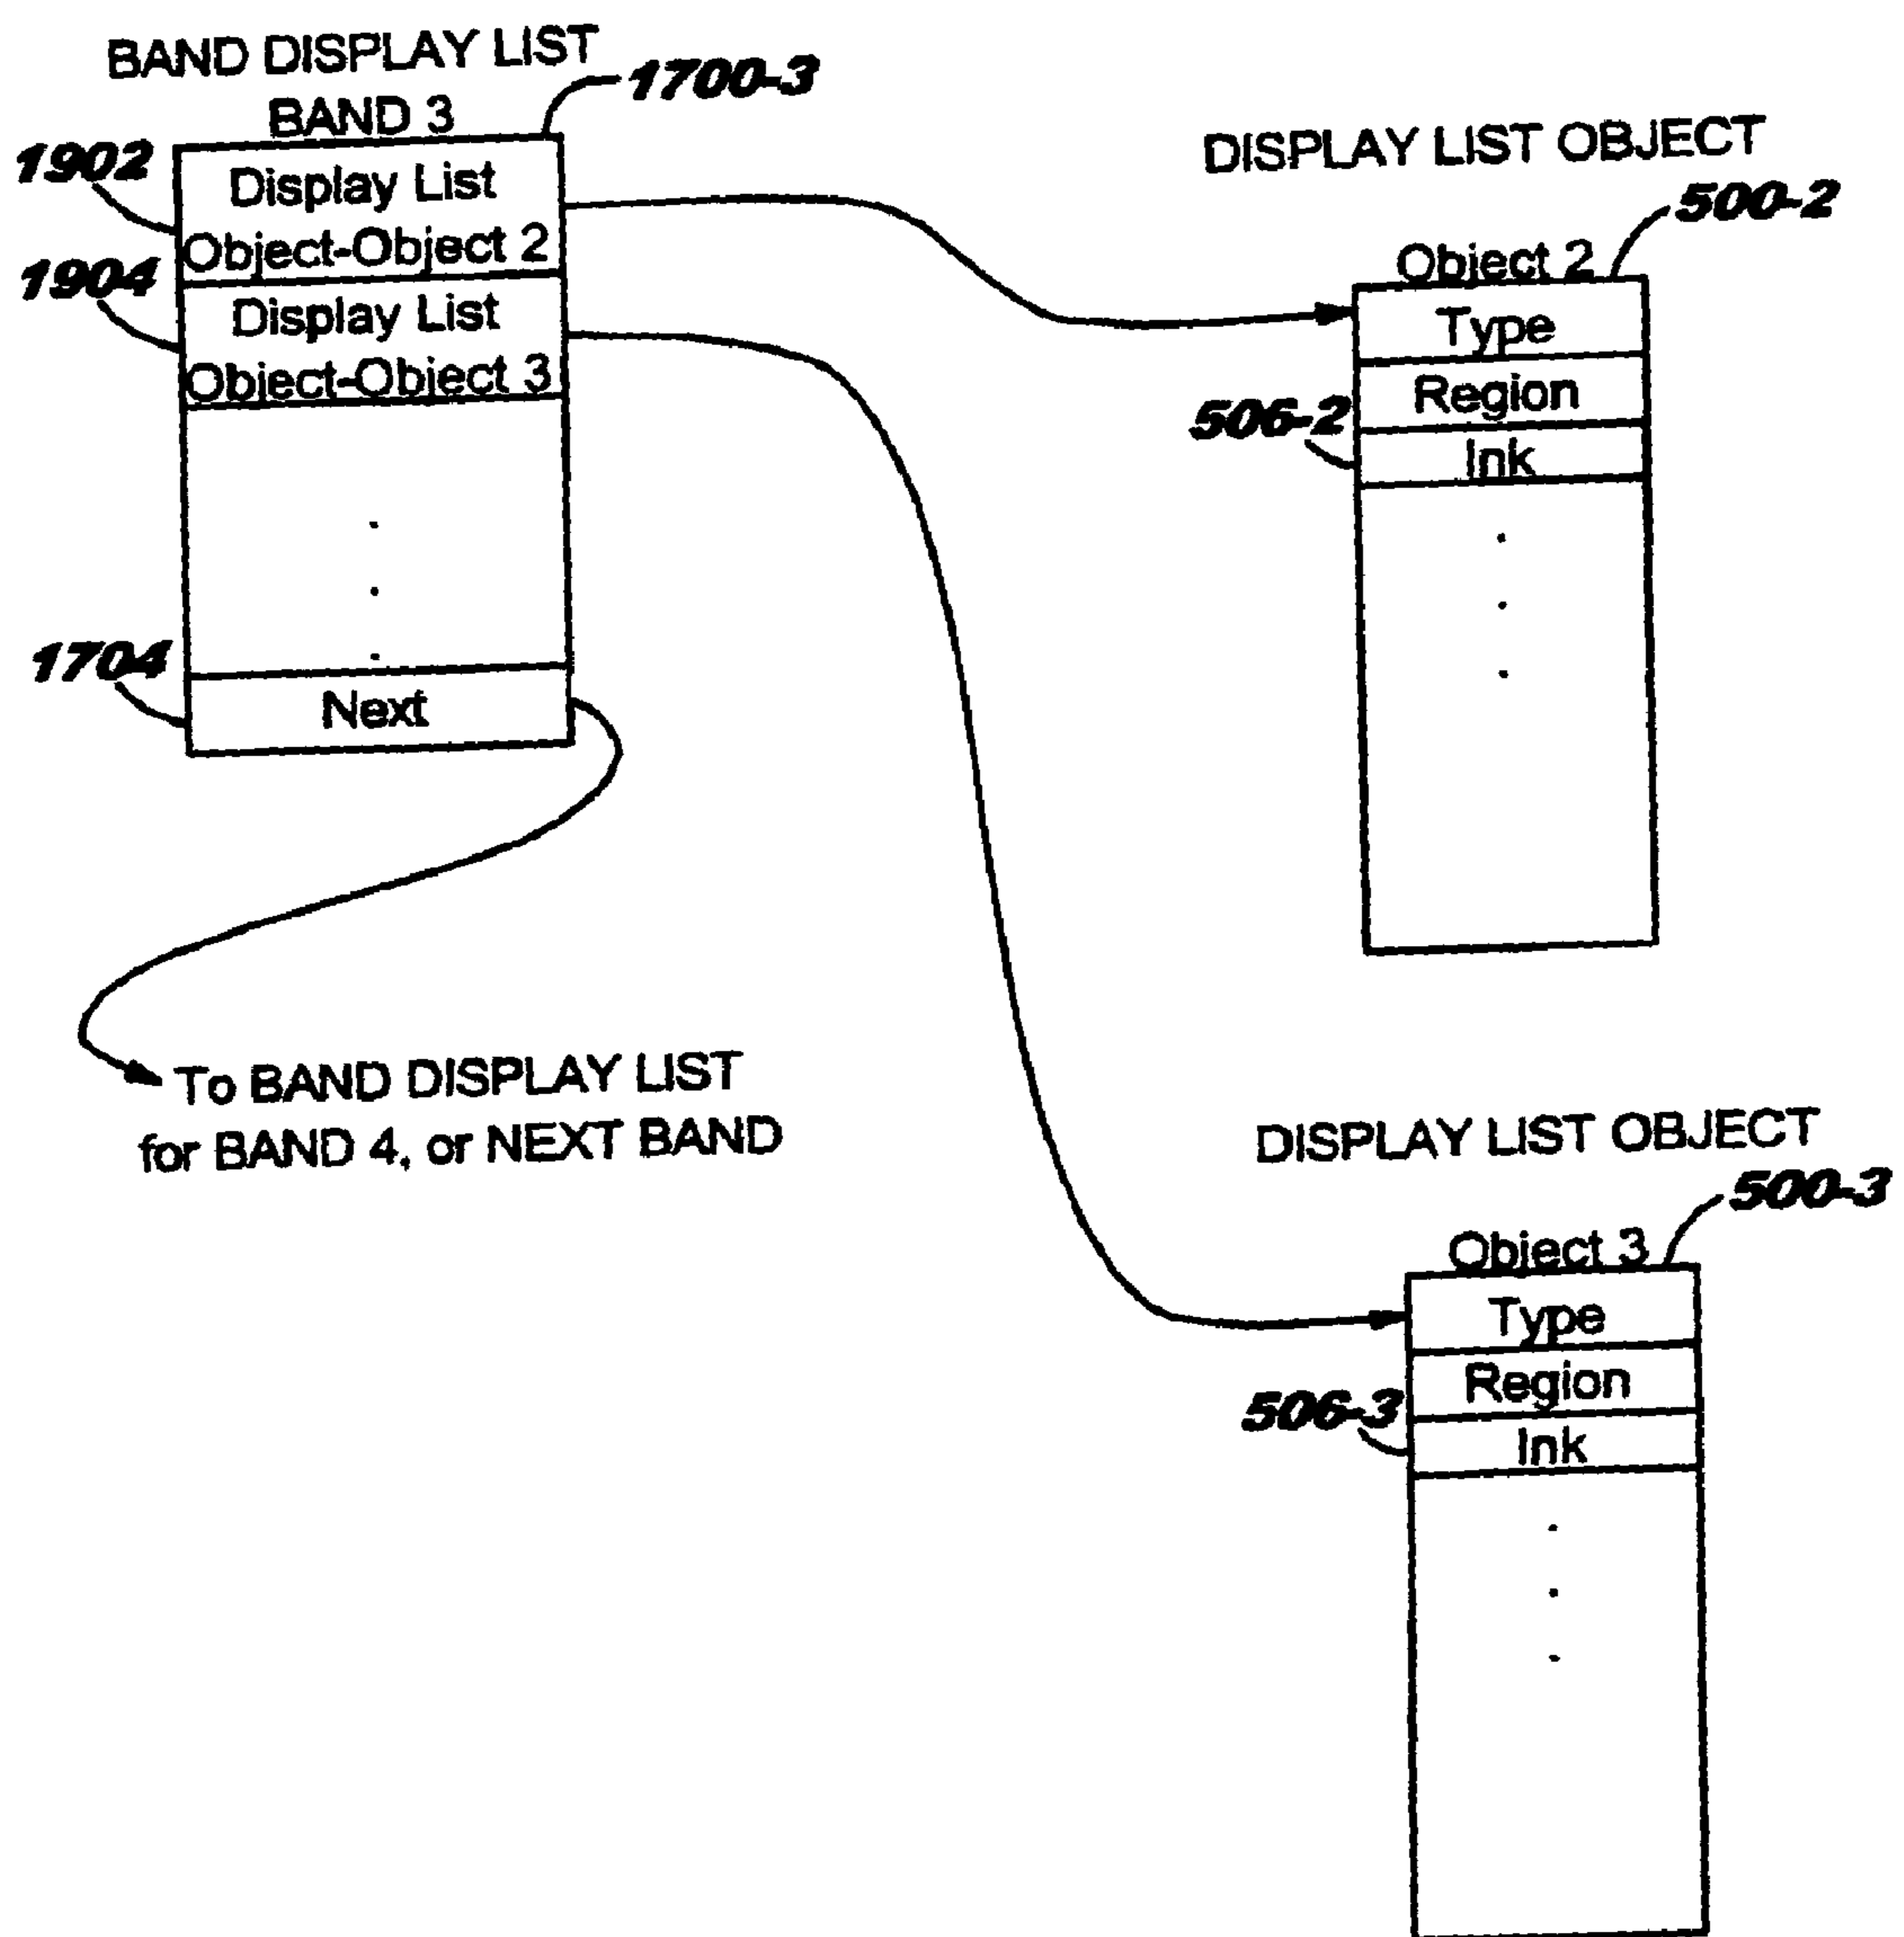 BAND DISPLAY LIST
BAND 3
1700-3
1902
Display List
Object-Object 2
1904
Display List
Object-Object 3
1704
Next
To BAND DISPLAY LIST
for BAND 4, or NEXT BAND
DISPLAY LIST OBJECT
500-2
Object 2
Type
Region
506-2
Ink
DISPLAY LIST OBJECT
500-3
Object 3
Type
Region
506-3
Ink